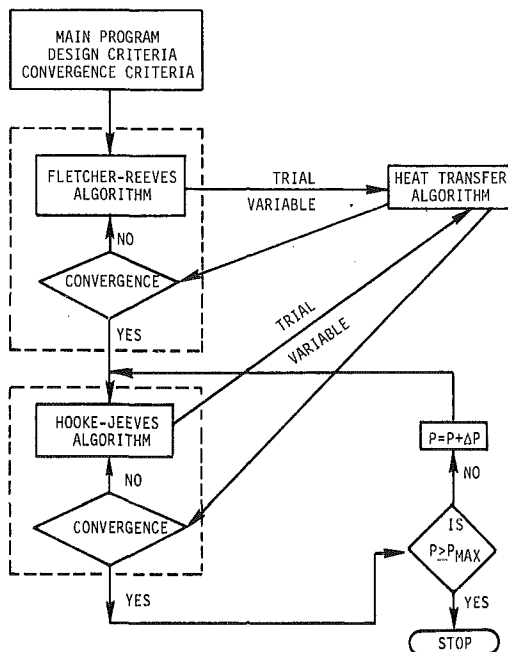 MAIN PROGRAM
DESIGN CRITERIA
CONVERGENCE CRITERIA
FLETCHER-REEVES
ALGORITHM
TRIAL
VARIABLE
HEAT TRANSFER
ALGORITHM
NO
CONVERGENCE
YES
TRIAL
VARIABLE
HOOKE-JEEVES
ALGORITHM
P=P+ΔP
NO
NO
CONVERGENCE
IS
P≥PMAX
YES
YES
STOP